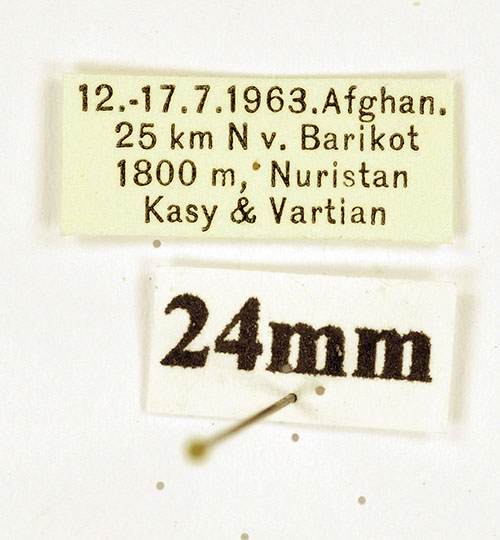 12.-17.7.1963.Afghan.
25 km N v. Barikot
1800 m, Nuristan
Kasy & Vartian
24mm